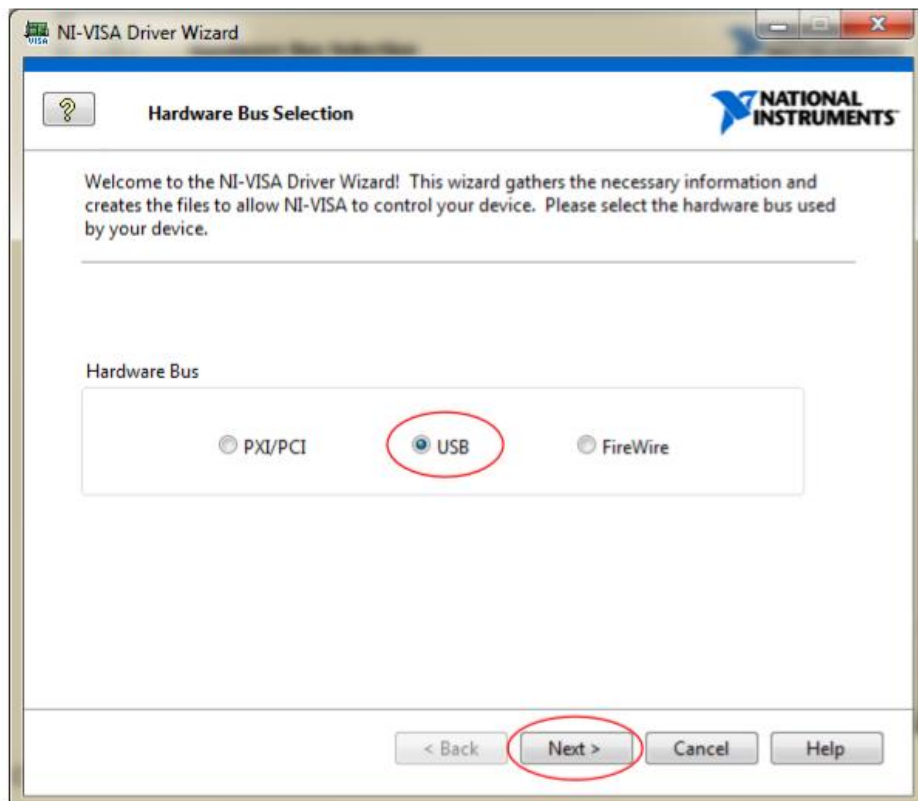 NI-VISA Driver Wizard
?
Hardware Bus Selection
NATIONAL
INSTRUMENTS
Welcome to the NI-VISA Driver Wizard! This wizard gathers the necessary information and
creates the files to allow NI-VISA to control your device. Please select the hardware bus used
by your device.
Hardware Bus
PXI/PCI USB FireWire
< Back Next > Cancel Help